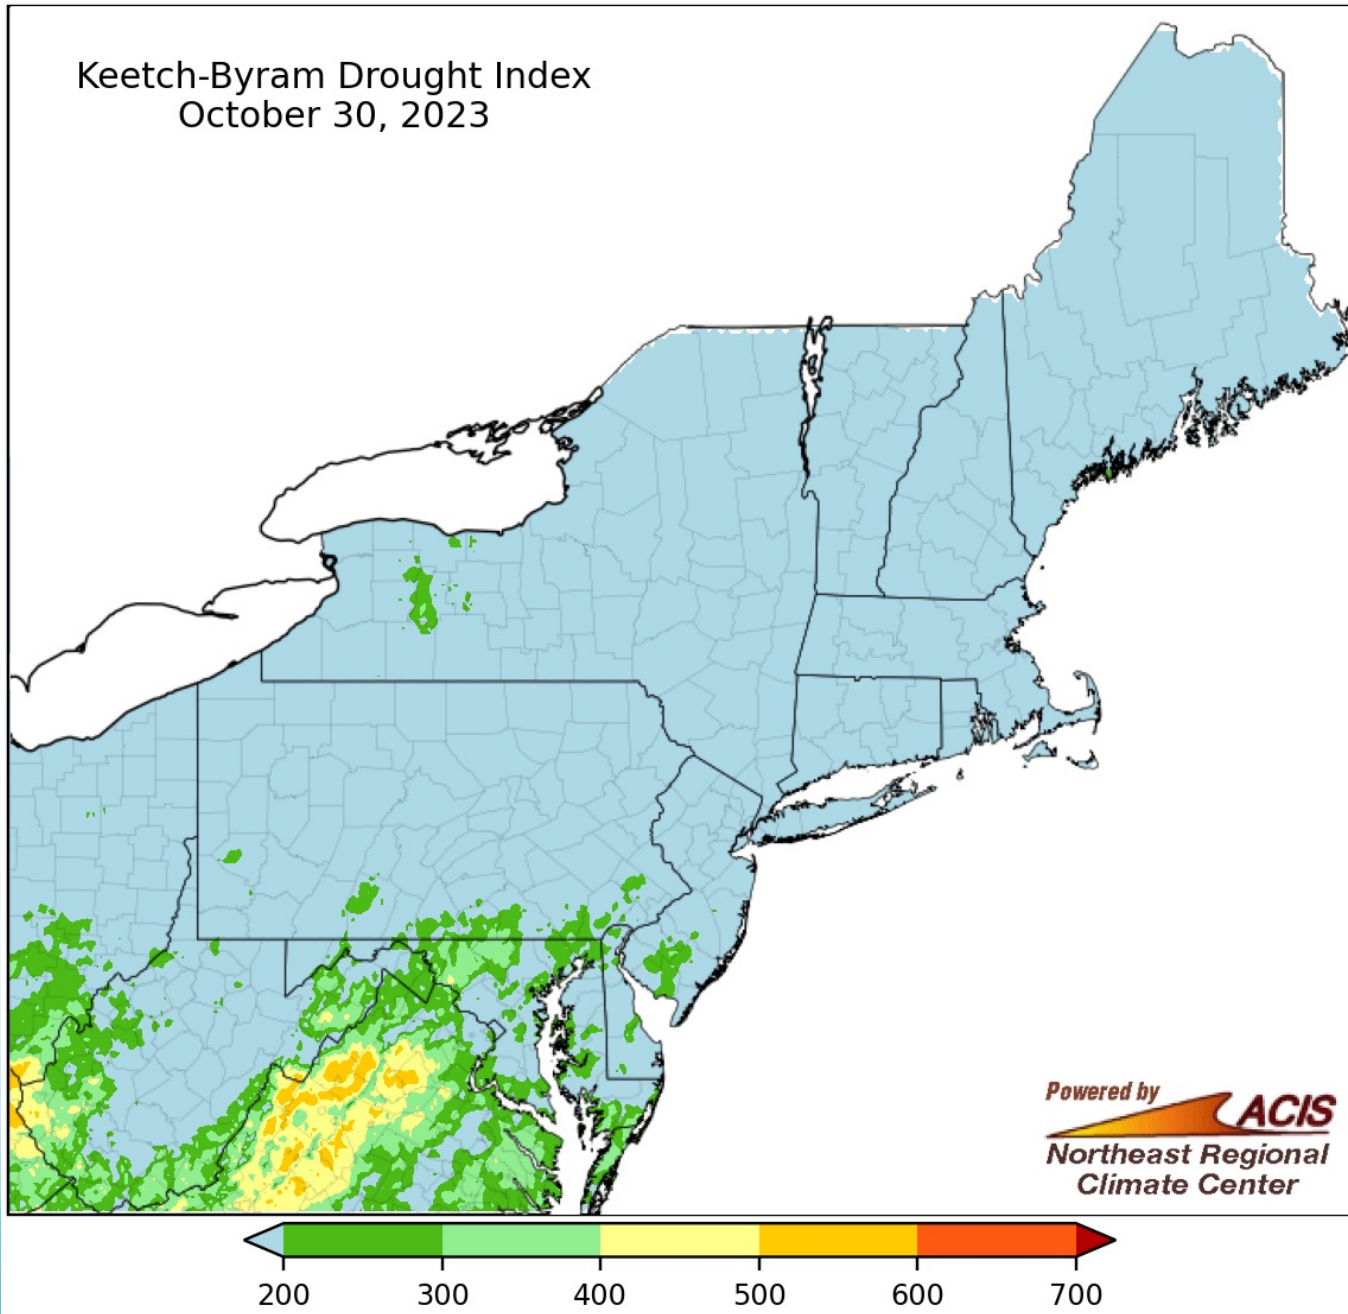 Keetch-Byram Drought Index
October 30, 2023
Powered by
ACIS
Northeast Regional
Climate Center
200 300 400 500 600 700